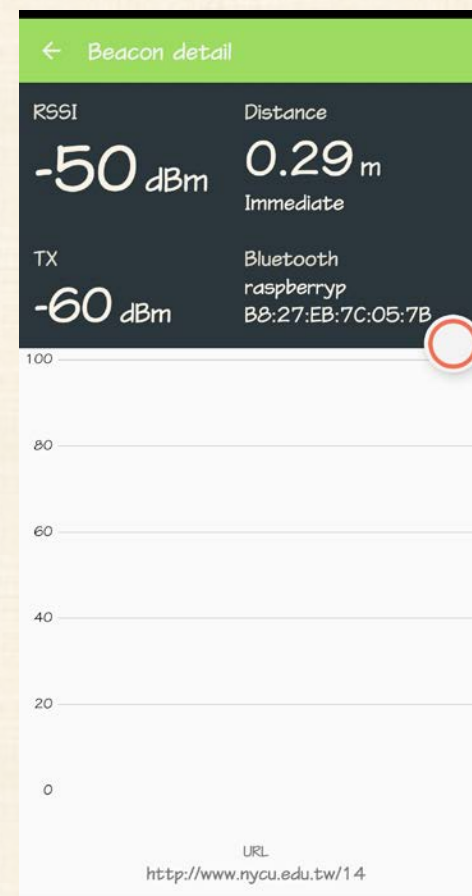 ← Beacon detail
RSSI
-50 dBm
Distance
0.29 m
Immediate
TX
-60 dBm
Bluetooth
raspberryp
B8:27:EB:7C:05:7B
100
80
60
40
20
0
URL
http://www.nycu.edu.tw/14